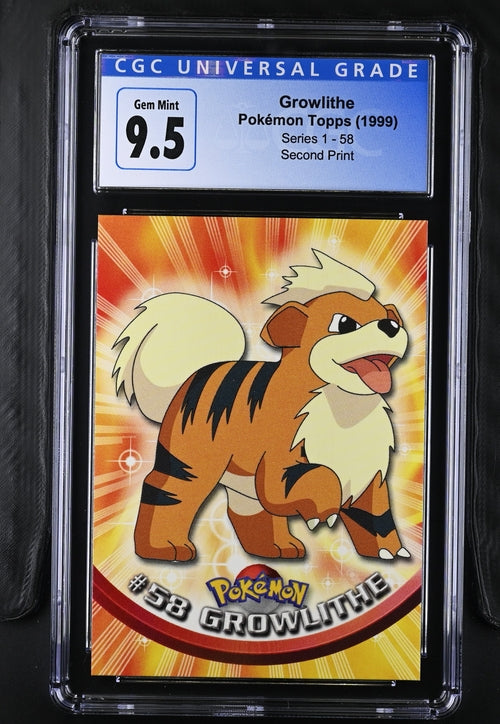 CGC UNIVERSAL GRADE
Gem Mint
9.5
Growlithe
Pokémon Topps (1999)
Series 1 - 58
Second Print
POKéMON
#58 GROWLITHE